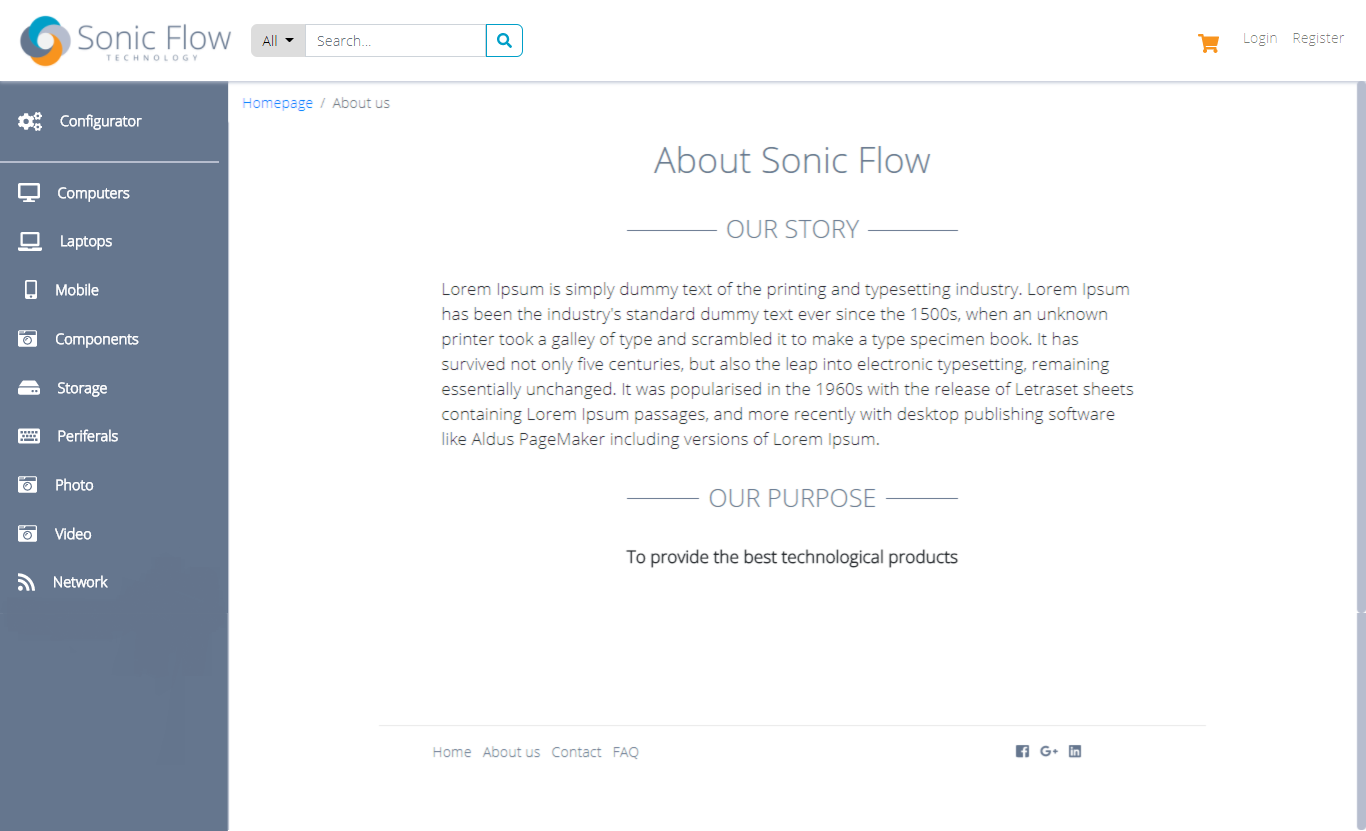 Sonic Flow
TECHNOLOGY
All
Search...
Login
Register
Configurator
Computers
Laptops
Mobile
Components
Storage
Periferals
Photo
Video
Network
Homepage / About us
About Sonic Flow
OUR STORY
Lorem Ipsum is simply dummy text of the printing and typesetting industry. Lorem Ipsum
has been the industry's standard dummy text ever since the 1500s, when an unknown
printer took a galley of type and scrambled it to make a type specimen book. It has
survived not only five centuries, but also the leap into electronic typesetting, remaining
essentially unchanged. It was popularised in the 1960s with the release of Letraset sheets
containing Lorem Ipsum passages, and more recently with desktop publishing software
like Aldus PageMaker including versions of Lorem Ipsum.
OUR PURPOSE
To provide the best technological products
Home About us Contact FAQ